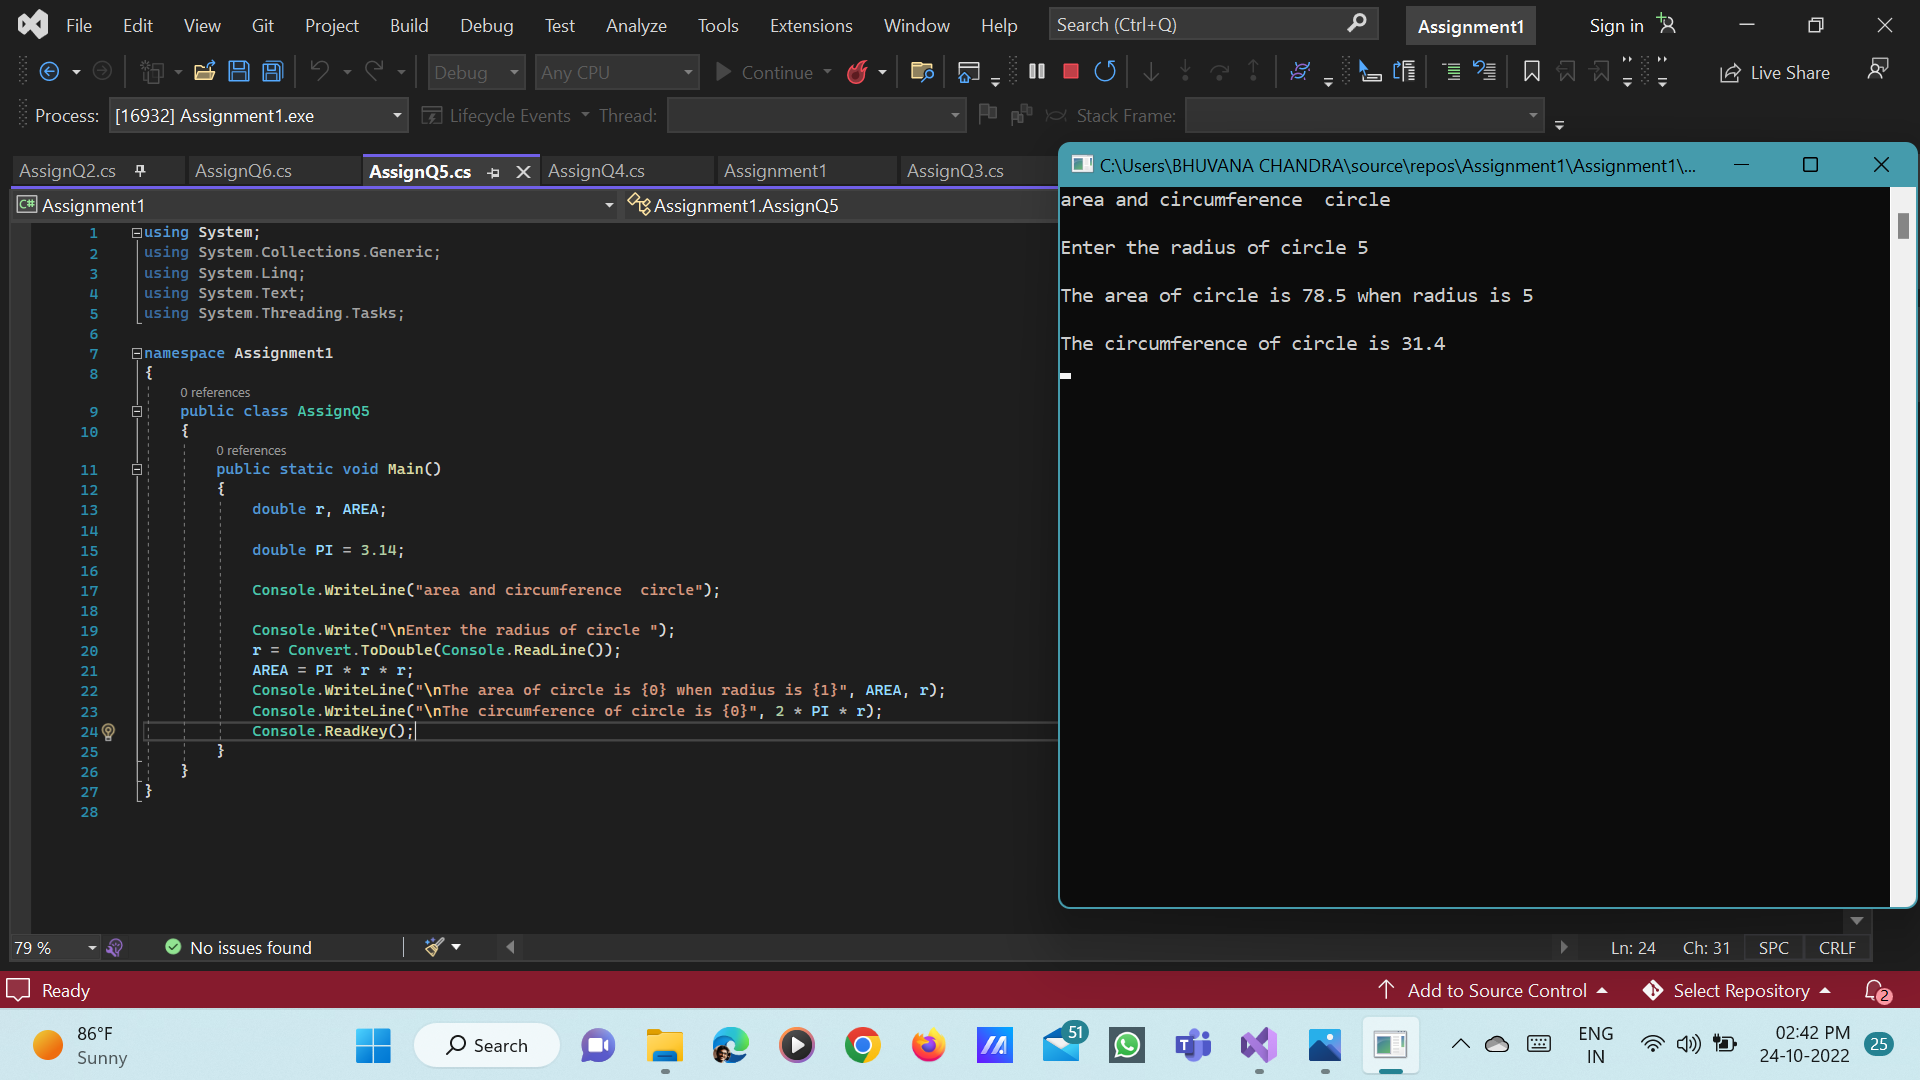 File Edit View Git Project Build Debug Test Analyze Tools Extensions Window Help Search (Ctrl+Q) Assignment1 Sign in
Debug Any CPU Continue Live Share
Process: [16932] Assignment1.exe Lifecycle Events Thread: Stack Frame:
AssignQ2.cs AssignQ6.cs AssignQ5.cs AssignQ4.cs Assignment1 AssignQ3.cs
C# Assignment1 Assignment1.AssignQ5
1 using System;
2 using System.Collections.Generic;
3 using System.Linq;
4 using System.Text;
5 using System.Threading.Tasks;
6
7 namespace Assignment1
8 {
0 references
9 public class AssignQ5
10 {
0 references
11 public static void Main()
12 {
13 double r, AREA;
14
15 double PI = 3.14;
16
17 Console.WriteLine("area and circumference  circle");
18
19 Console.Write("\nEnter the radius of circle ");
20 r = Convert.ToDouble(Console.ReadLine());
21 AREA = PI * r * r;
22 Console.WriteLine("\nThe area of circle is {0} when radius is {1}", AREA, r);
23 Console.WriteLine("\nThe circumference of circle is {0}", 2 * PI * r);
24 Console.ReadKey();
25 }
26 }
27 }
28
C:\Users\BHUVANA CHANDRA\source\repos\Assignment1\Assignment1\...
area and circumference  circle
Enter the radius of circle 5
The area of circle is 78.5 when radius is 5
The circumference of circle is 31.4
79 % No issues found Ln: 24 Ch: 31 SPC CRLF
Ready Add to Source Control Select Repository 2
86°F
Sunny
Search
51
ENG
IN
02:42 PM
24-10-2022
25